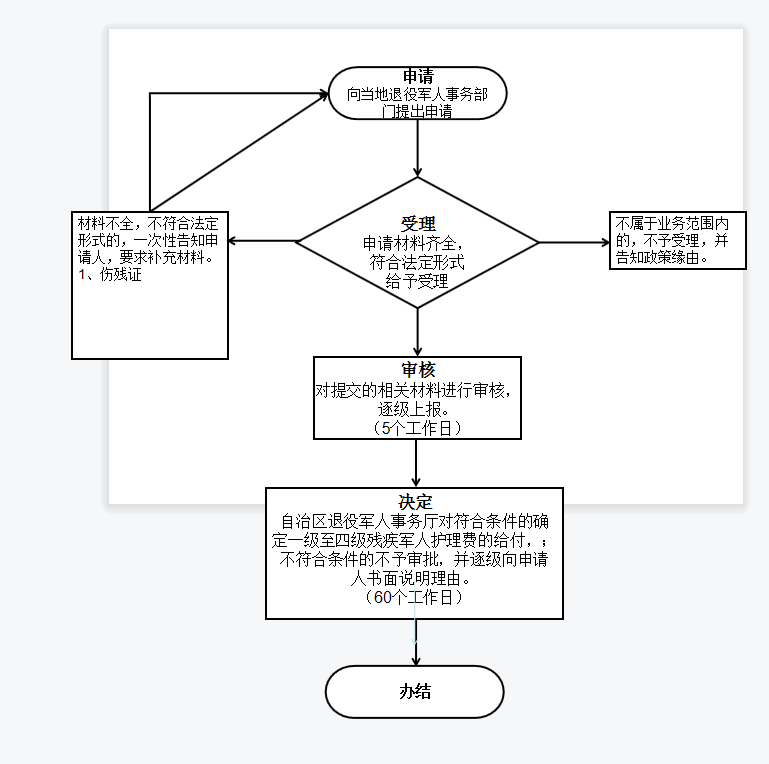 申请
向当地退役军人事务部
门提出申请
材料不全，不符合法定
形式的，一次性告知申
请人，要求补充材料。
1、伤残证
受理
申请材料齐全，
符合法定形式
给予受理
不属于业务范围内
的，不予受理，并
告知政策缘由。
审核
对提交的相关材料进行审核，
逐级上报。
（5个工作日）
决定
自治区退役军人事务厅对符合条件的确
定一级至四级残疾军人护理费的给付，；
不符合条件的不予审批，并逐级向申请
人书面说明理由。
（60个工作日）
办结